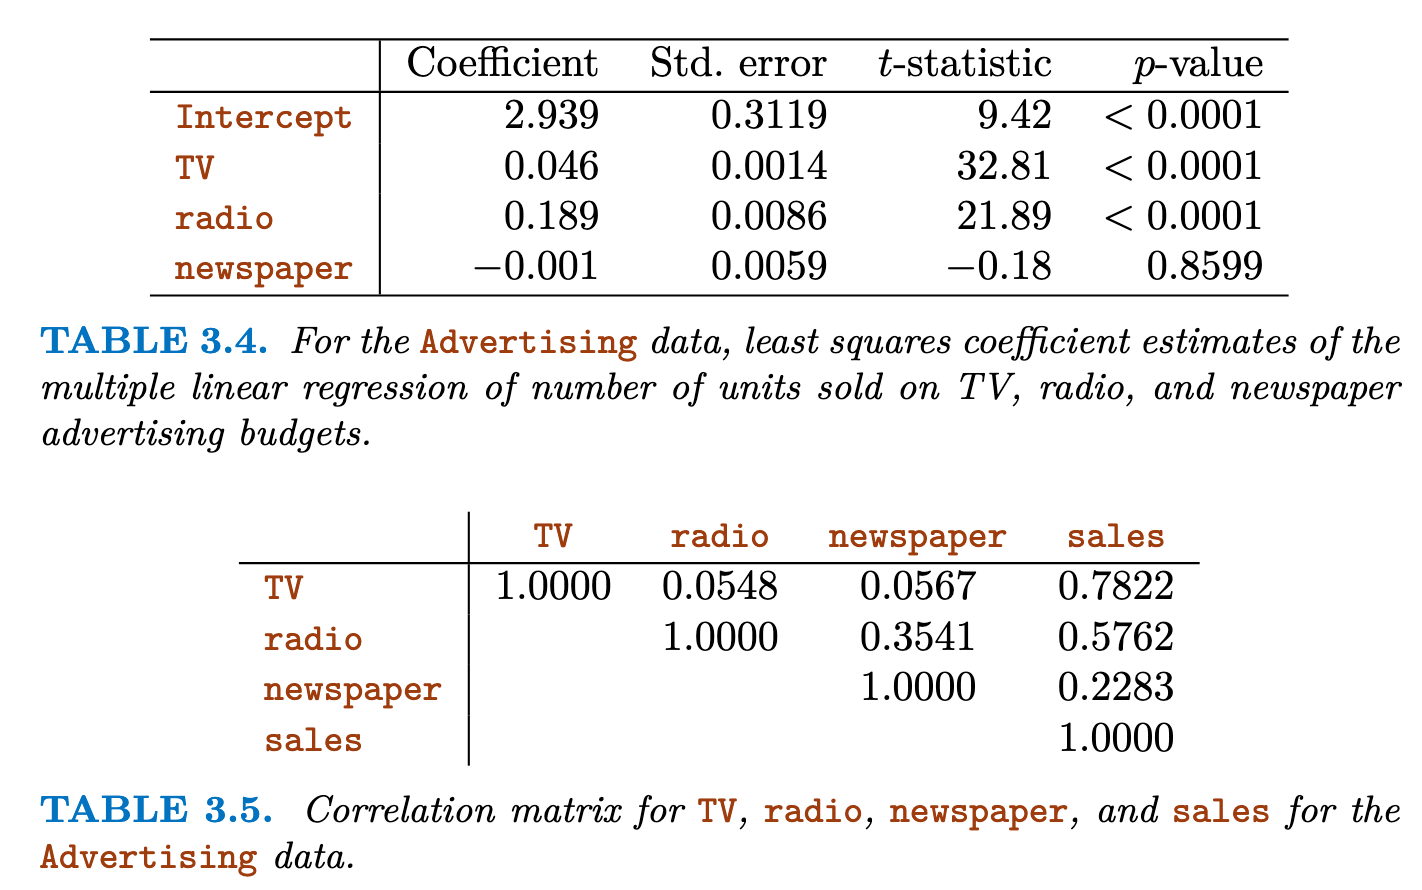 Coefficient Std. error t-statistic p-value
Intercept 2.939 0.3119 9.42 < 0.0001
TV 0.046 0.0014 32.81 < 0.0001
radio 0.189 0.0086 21.89 < 0.0001
newspaper −0.001 0.0059 −0.18 0.8599
TABLE 3.4. For the Advertising data, least squares coefficient estimates of the
multiple linear regression of number of units sold on TV, radio, and newspaper
advertising budgets.
TV radio newspaper sales
TV 1.0000 0.0548 0.0567 0.7822
radio 1.0000 0.3541 0.5762
newspaper 1.0000 0.2283
sales 1.0000
TABLE 3.5. Correlation matrix for TV, radio, newspaper, and sales for the
Advertising data.